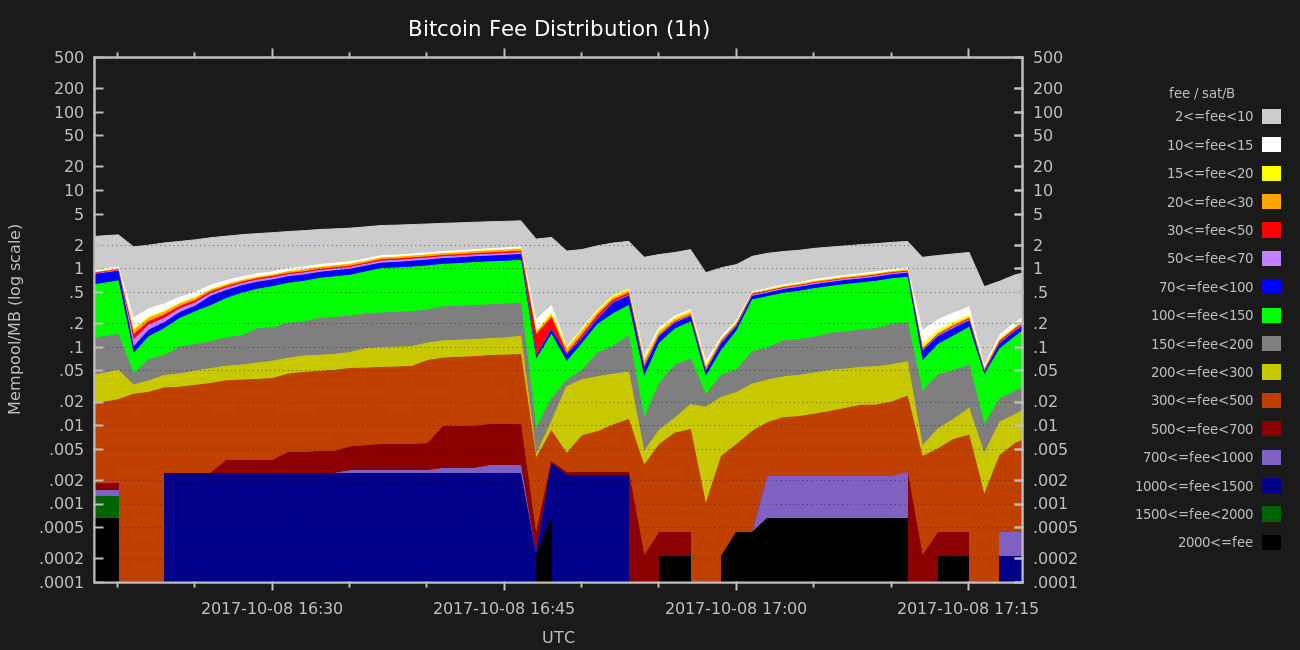 Bitcoin Fee Distribution (1h)
500 500
200 200
100 100
50 50
20 20
10 10
5 5
2 2
1 1
.5 .5
.2 .2
.1 .1
.05 .05
.02 .02
.01 .01
.005 .005
.002 .002
.001 .001
.0005 .0005
.0002 .0002
.0001 .0001
Mempool/MB (log scale)
2017-10-08 16:30 2017-10-08 16:45 2017-10-08 17:00 2017-10-08 17:15
UTC
fee / sat/B
2<=fee<10
10<=fee<15
15<=fee<20
20<=fee<30
30<=fee<50
50<=fee<70
70<=fee<100
100<=fee<150
150<=fee<200
200<=fee<300
300<=fee<500
500<=fee<700
700<=fee<1000
1000<=fee<1500
1500<=fee<2000
2000<=fee